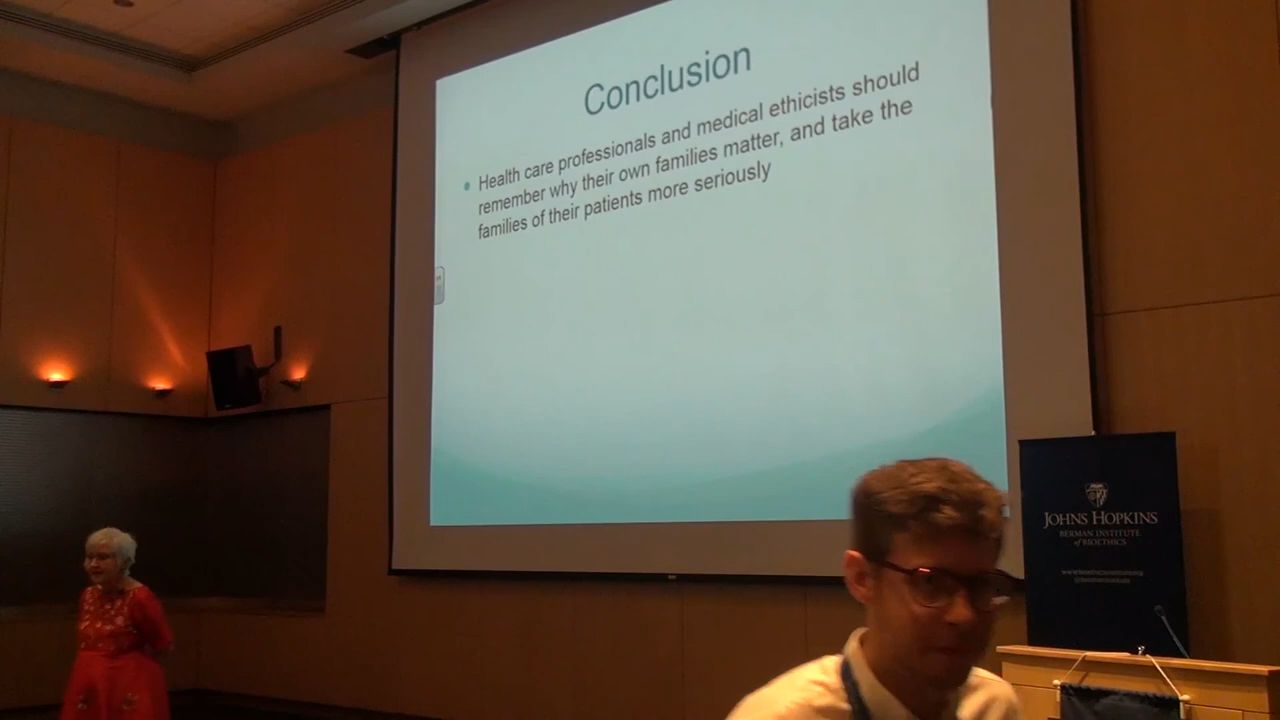 Conclusion
Health care professionals and medical ethicists should
remember why their own families matter, and take the
families of their patients more seriously
JOHNS HOPKINS
BERMAN INSTITUTE
of BIOETHICS